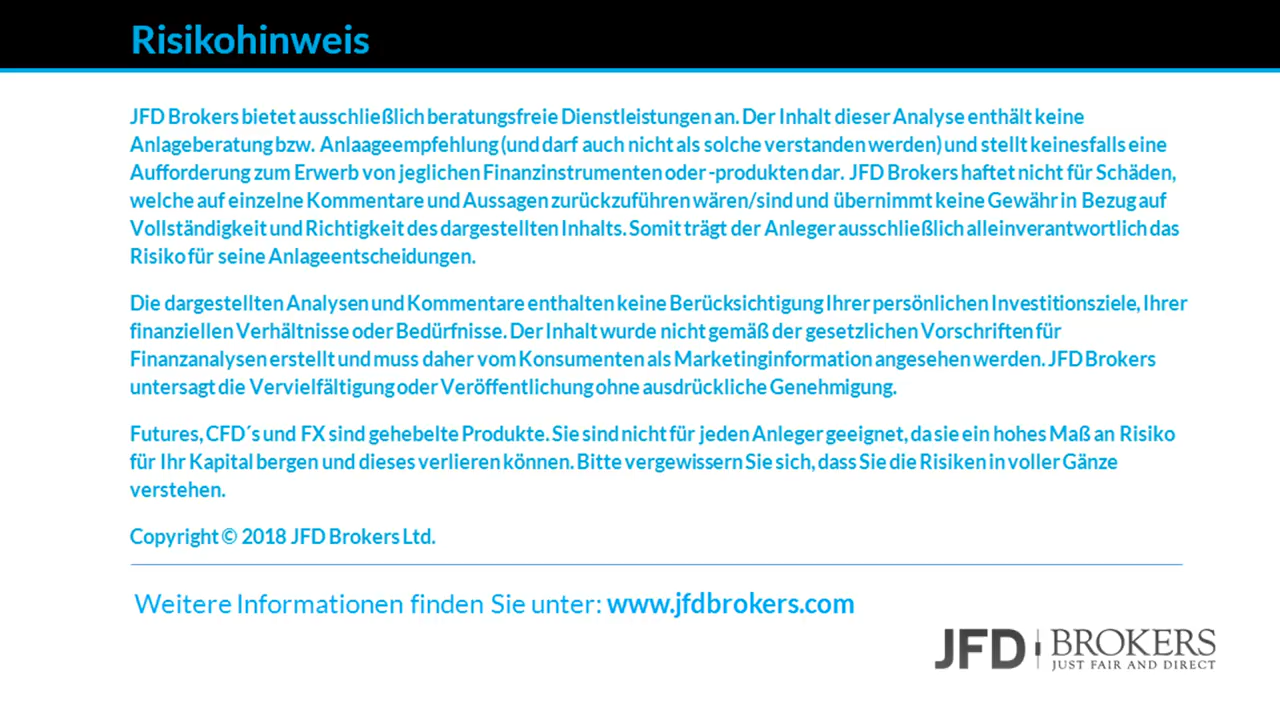 Risikohinweis
JFD Brokers bietet ausschließlich beratungsfreie Dienstleistungen an. Der Inhalt dieser Analyse enthält keine
Anlageberatung bzw. Anlaageempfehlung (und darf auch nicht als solche verstanden werden) und stellt keinesfalls eine
Aufforderung zum Erwerb von jeglichen Finanzinstrumenten oder -produkten dar. JFD Brokers haftet nicht für Schäden,
welche auf einzelne Kommentare und Aussagen zurückzuführen wären/sind und übernimmt keine Gewähr in Bezug auf
Vollständigkeit und Richtigkeit des dargestellten Inhalts. Somit trägt der Anleger ausschließlich alleinverantwortlich das
Risiko für seine Anlageentscheidungen.
Die dargestellten Analysen und Kommentare enthalten keine Berücksichtigung Ihrer persönlichen Investitionsziele, Ihrer
finanziellen Verhältnisse oder Bedürfnisse. Der Inhalt wurde nicht gemäß der gesetzlichen Vorschriften für
Finanzanalysen erstellt und muss daher vom Konsumenten als Marketinginformation angesehen werden. JFD Brokers
untersagt die Vervielfältigung oder Veröffentlichung ohne ausdrückliche Genehmigung.
Futures, CFD´s und FX sind gehebelte Produkte. Sie sind nicht für jeden Anleger geeignet, da sie ein hohes Maß an Risiko
für Ihr Kapital bergen und dieses verlieren können. Bitte vergewissern Sie sich, dass Sie die Risiken in voller Gänze
verstehen.
Copyright © 2018 JFD Brokers Ltd.
Weitere Informationen finden Sie unter: www.jfdbrokers.com
JFD BROKERS
JUST FAIR AND DIRECT